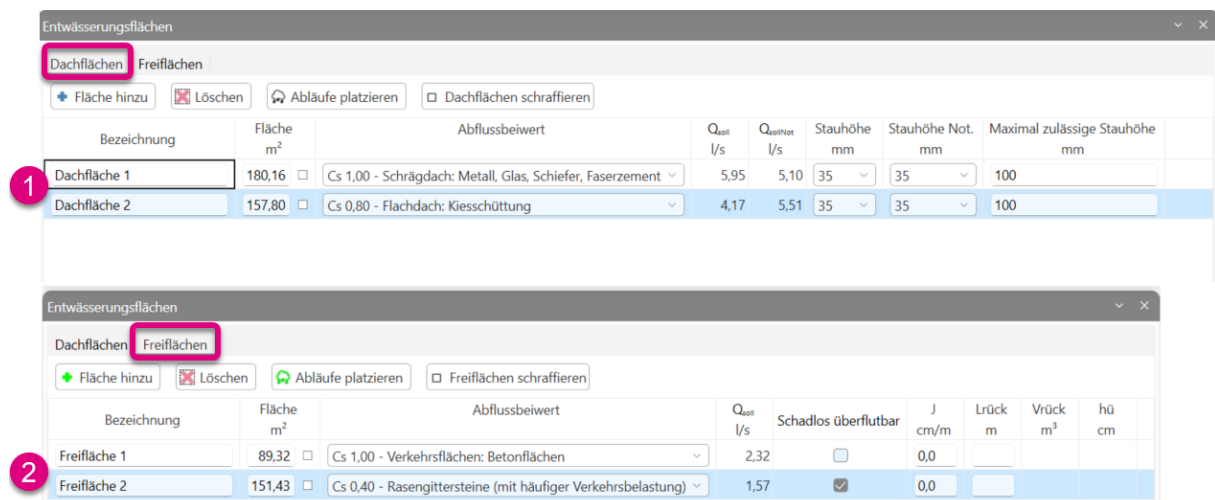 Entwässerungsflächen
Dachflächen Freiflächen
Fläche hinzu Löschen Abläufe platzieren Dachflächen schraffieren
Bezeichnung Fläche m² Abflussbeiwert Qsoll l/s QsollNot l/s Stauhöhe mm Stauhöhe Not. mm Maximal zulässige Stauhöhe mm
1 Dachfläche 1 180,16 Cs 1,00 - Schrägdach: Metall, Glas, Schiefer, Faserzement 5,95 5,10 35 35 100
Dachfläche 2 157,80 Cs 0,80 - Flachdach: Kiesschüttung 4,17 5,51 35 35 100
Entwässerungsflächen
Dachflächen Freiflächen
Fläche hinzu Löschen Abläufe platzieren Freiflächen schraffieren
Bezeichnung Fläche m² Abflussbeiwert Qsoll l/s Schadlos überflutbar J cm/m Lrück m Vrück m³ hü cm
Freifläche 1 89,32 Cs 1,00 - Verkehrsflächen: Betonflächen 2,32 0,0
2 Freifläche 2 151,43 Cs 0,40 - Rasengittersteine (mit häufiger Verkehrsbelastung) 1,57 0,0